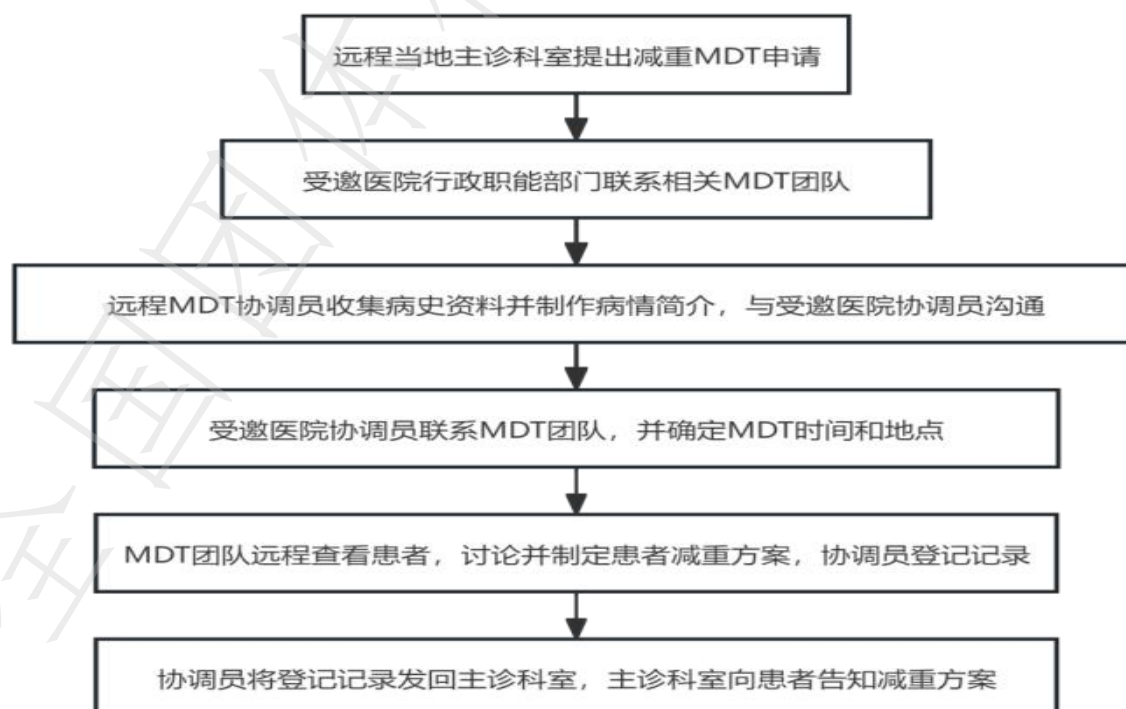 远程当地主诊科室提出减重MDT申请
受邀医院行政职能部门联系相关MDT团队
远程MDT协调员收集病史资料并制作病情简介，与受邀医院协调员沟通
受邀医院协调员联系MDT团队，并确定MDT时间和地点
MDT团队远程查看患者，讨论并制定患者减重方案，协调员登记记录
协调员将登记记录发回主诊科室，主诊科室向患者告知减重方案
全国团体